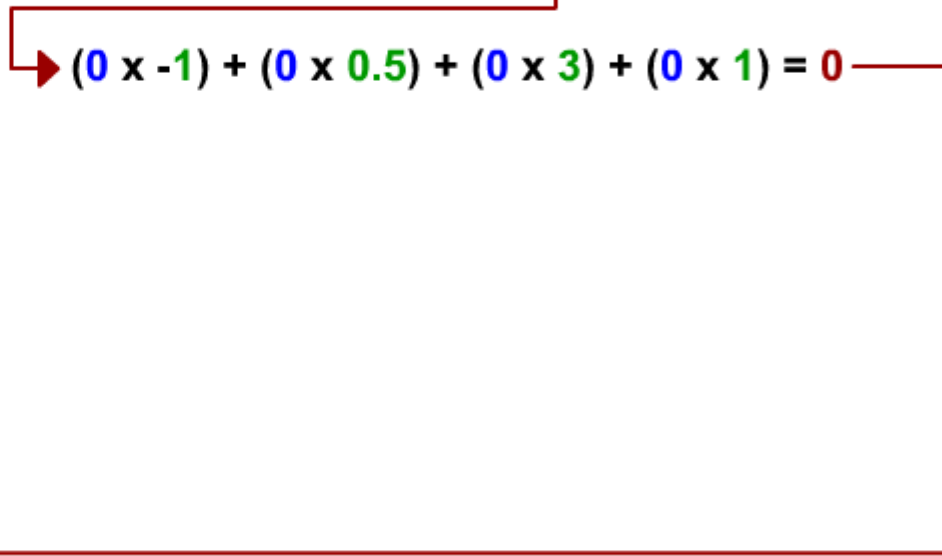 (0 x -1) + (0 x 0.5) + (0 x 3) + (0 x 1) = 0